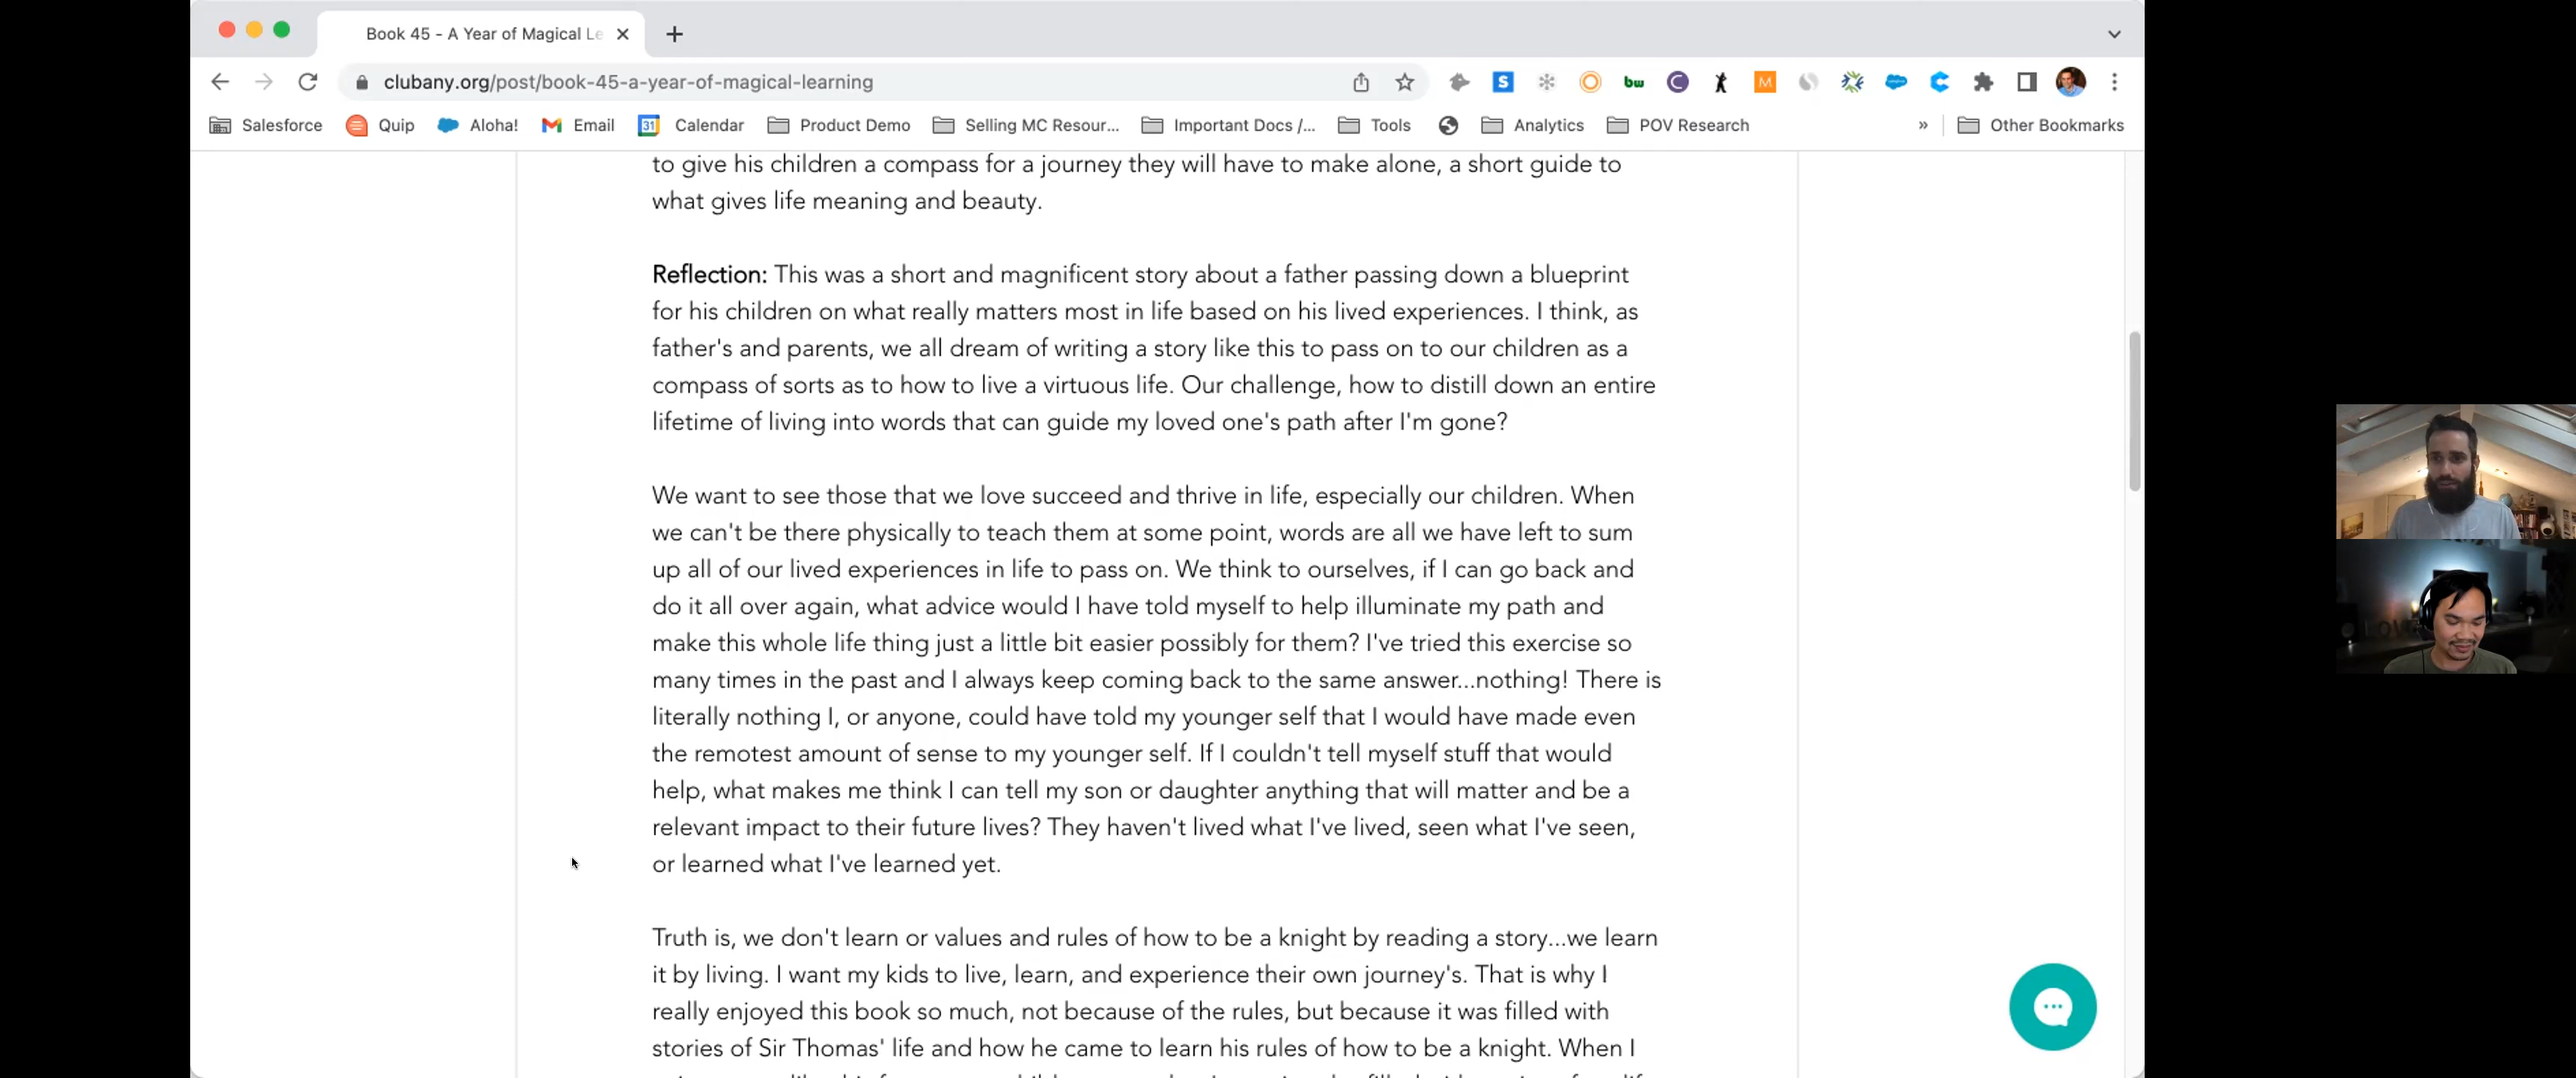 Book 45 - A Year of Magical Le
clubany.org/post/book-45-a-year-of-magical-learning
S bw C M
Salesforce Quip Aloha! Email 31 Calendar Product Demo Selling MC Resour... Important Docs /... Tools Analytics POV Research » Other Bookmarks
to give his children a compass for a journey they will have to make alone, a short guide to
what gives life meaning and beauty.
Reflection: This was a short and magnificent story about a father passing down a blueprint
for his children on what really matters most in life based on his lived experiences. I think, as
father's and parents, we all dream of writing a story like this to pass on to our children as a
compass of sorts as to how to live a virtuous life. Our challenge, how to distill down an entire
lifetime of living into words that can guide my loved one's path after I'm gone?
We want to see those that we love succeed and thrive in life, especially our children. When
we can't be there physically to teach them at some point, words are all we have left to sum
up all of our lived experiences in life to pass on. We think to ourselves, if I can go back and
do it all over again, what advice would I have told myself to help illuminate my path and
make this whole life thing just a little bit easier possibly for them? I've tried this exercise so
many times in the past and I always keep coming back to the same answer...nothing! There is
literally nothing I, or anyone, could have told my younger self that I would have made even
the remotest amount of sense to my younger self. If I couldn't tell myself stuff that would
help, what makes me think I can tell my son or daughter anything that will matter and be a
relevant impact to their future lives? They haven't lived what I've lived, seen what I've seen,
or learned what I've learned yet.
Truth is, we don't learn or values and rules of how to be a knight by reading a story...we learn
it by living. I want my kids to live, learn, and experience their own journey's. That is why I
really enjoyed this book so much, not because of the rules, but because it was filled with
stories of Sir Thomas' life and how he came to learn his rules of how to be a knight. When I